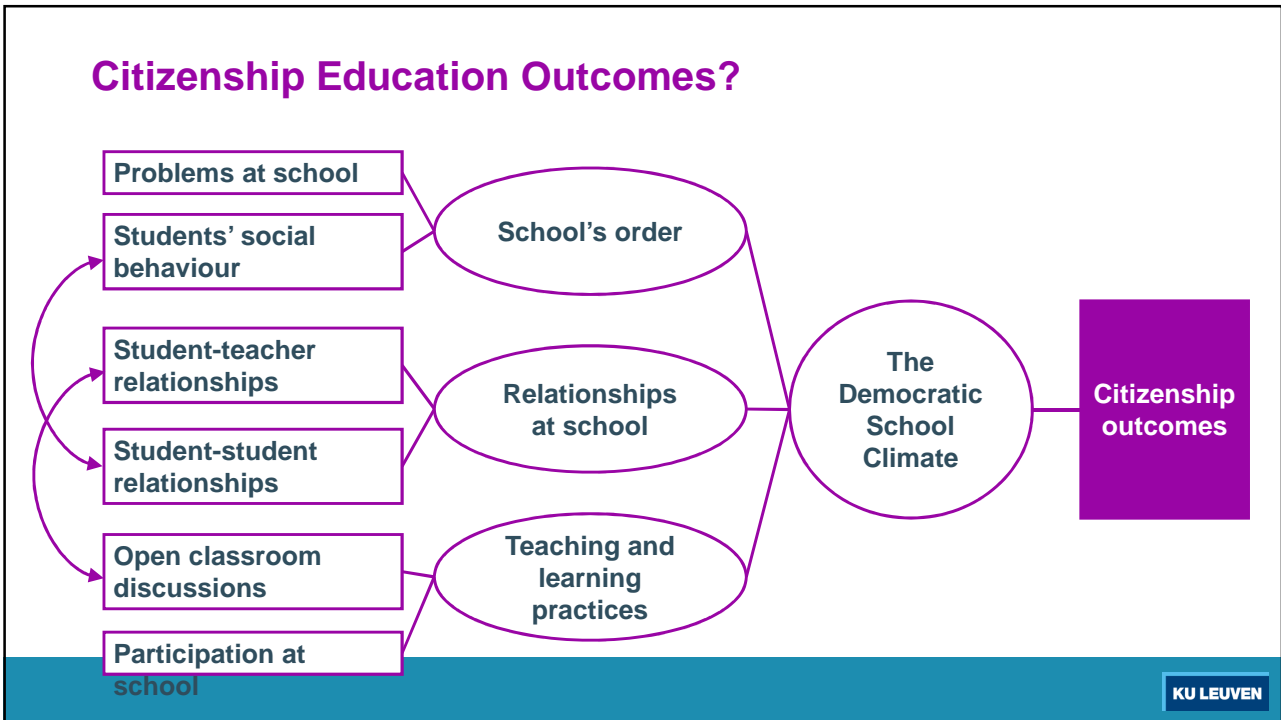 Citizenship Education Outcomes?
Problems at school
Students' social
behaviour
Student-teacher
relationships
Student-student
relationships
Open classroom
discussions
Participation at
school
School's order
Relationships
at school
Teaching and
learning
practices
The
Democratic
School
Climate
Citizenship
outcomes
KU LEUVEN